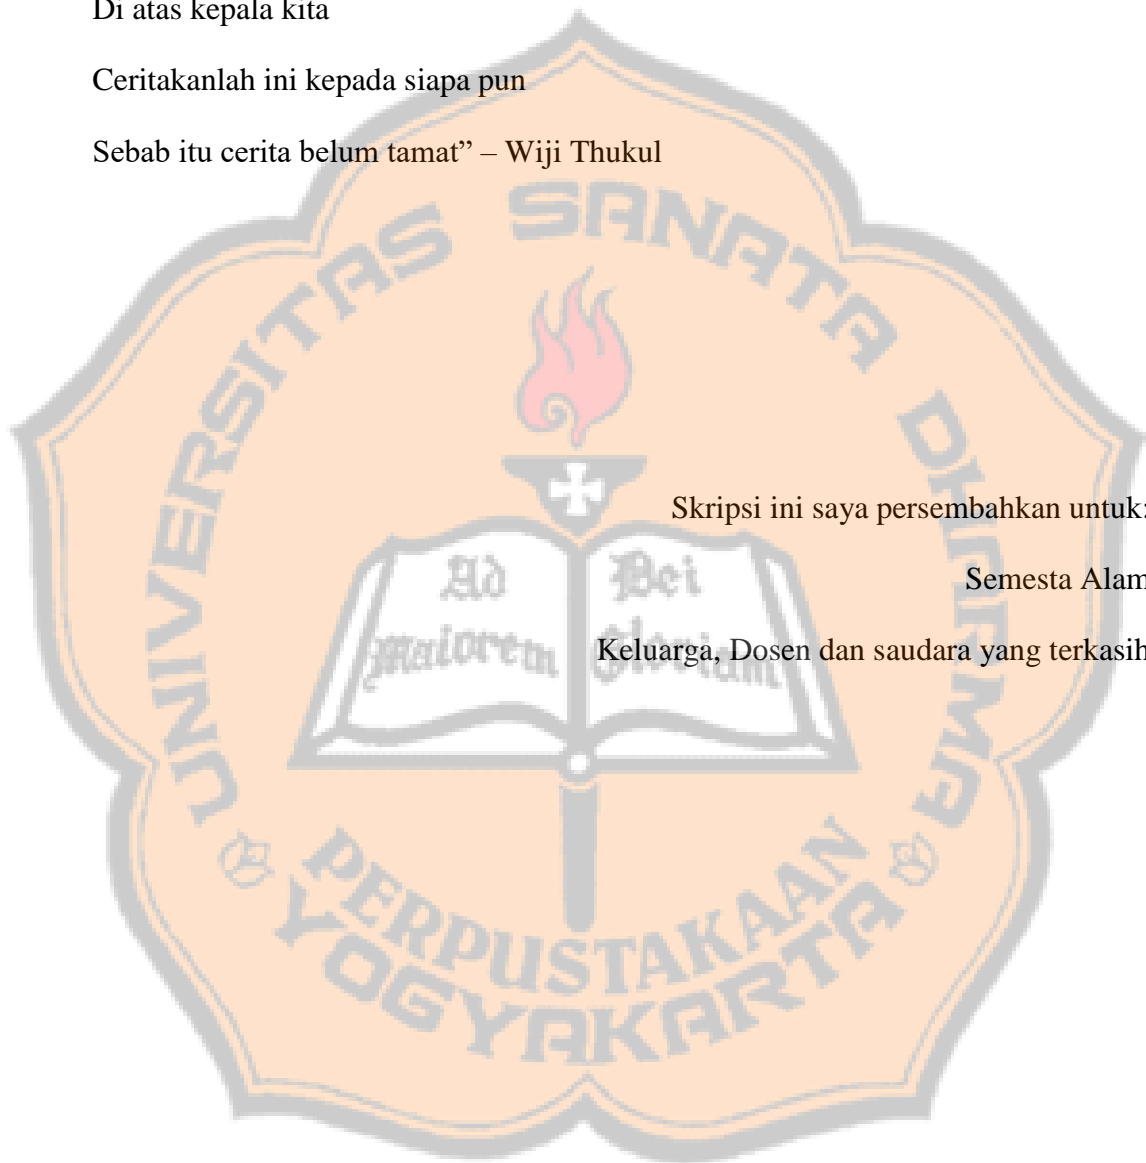 Di atas kepala kita
Ceritakanlah ini kepada siapa pun
Sebab itu cerita belum tamat” – Wiji Thukul
UNIVERSITAS SANATA DHARMA
Skripsi ini saya persembahkan untuk:
Ad Dei
Semesta Alam
maiorem Gloriam
Keluarga, Dosen dan saudara yang terkasih
PERPUSTAKAAN
YOGYAKARTA